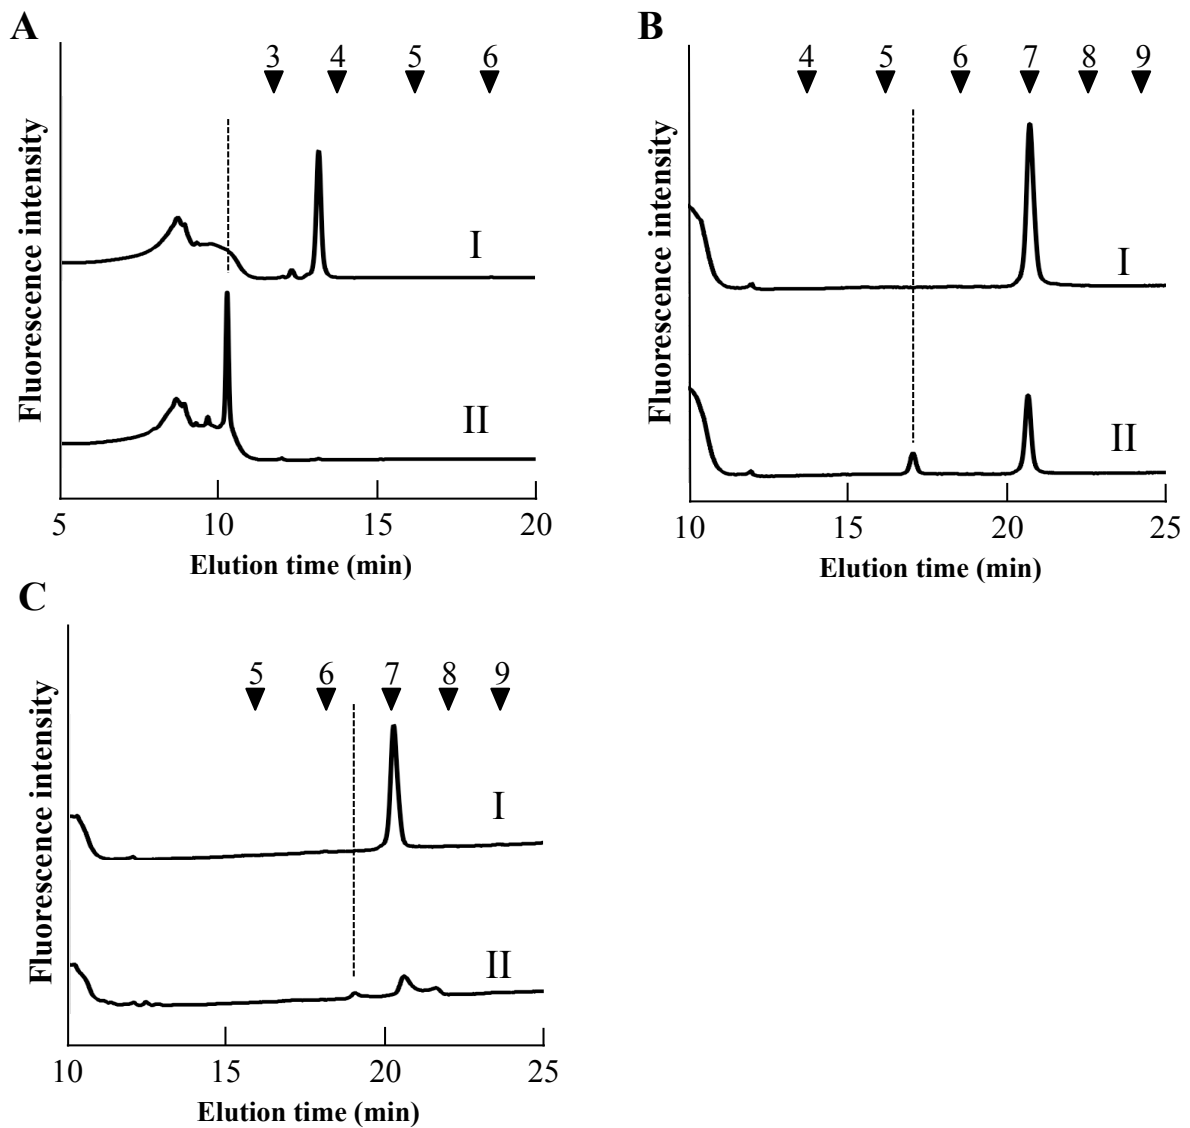 A
3 4 5 6
Fluorescence intensity
I
II
5 10 15 20
Elution time (min)
B
4 5 6 7 8 9
Fluorescence intensity
I
II
10 15 20 25
Elution time (min)
C
5 6 7 8 9
Fluorescence intensity
I
II
10 15 20 25
Elution time (min)